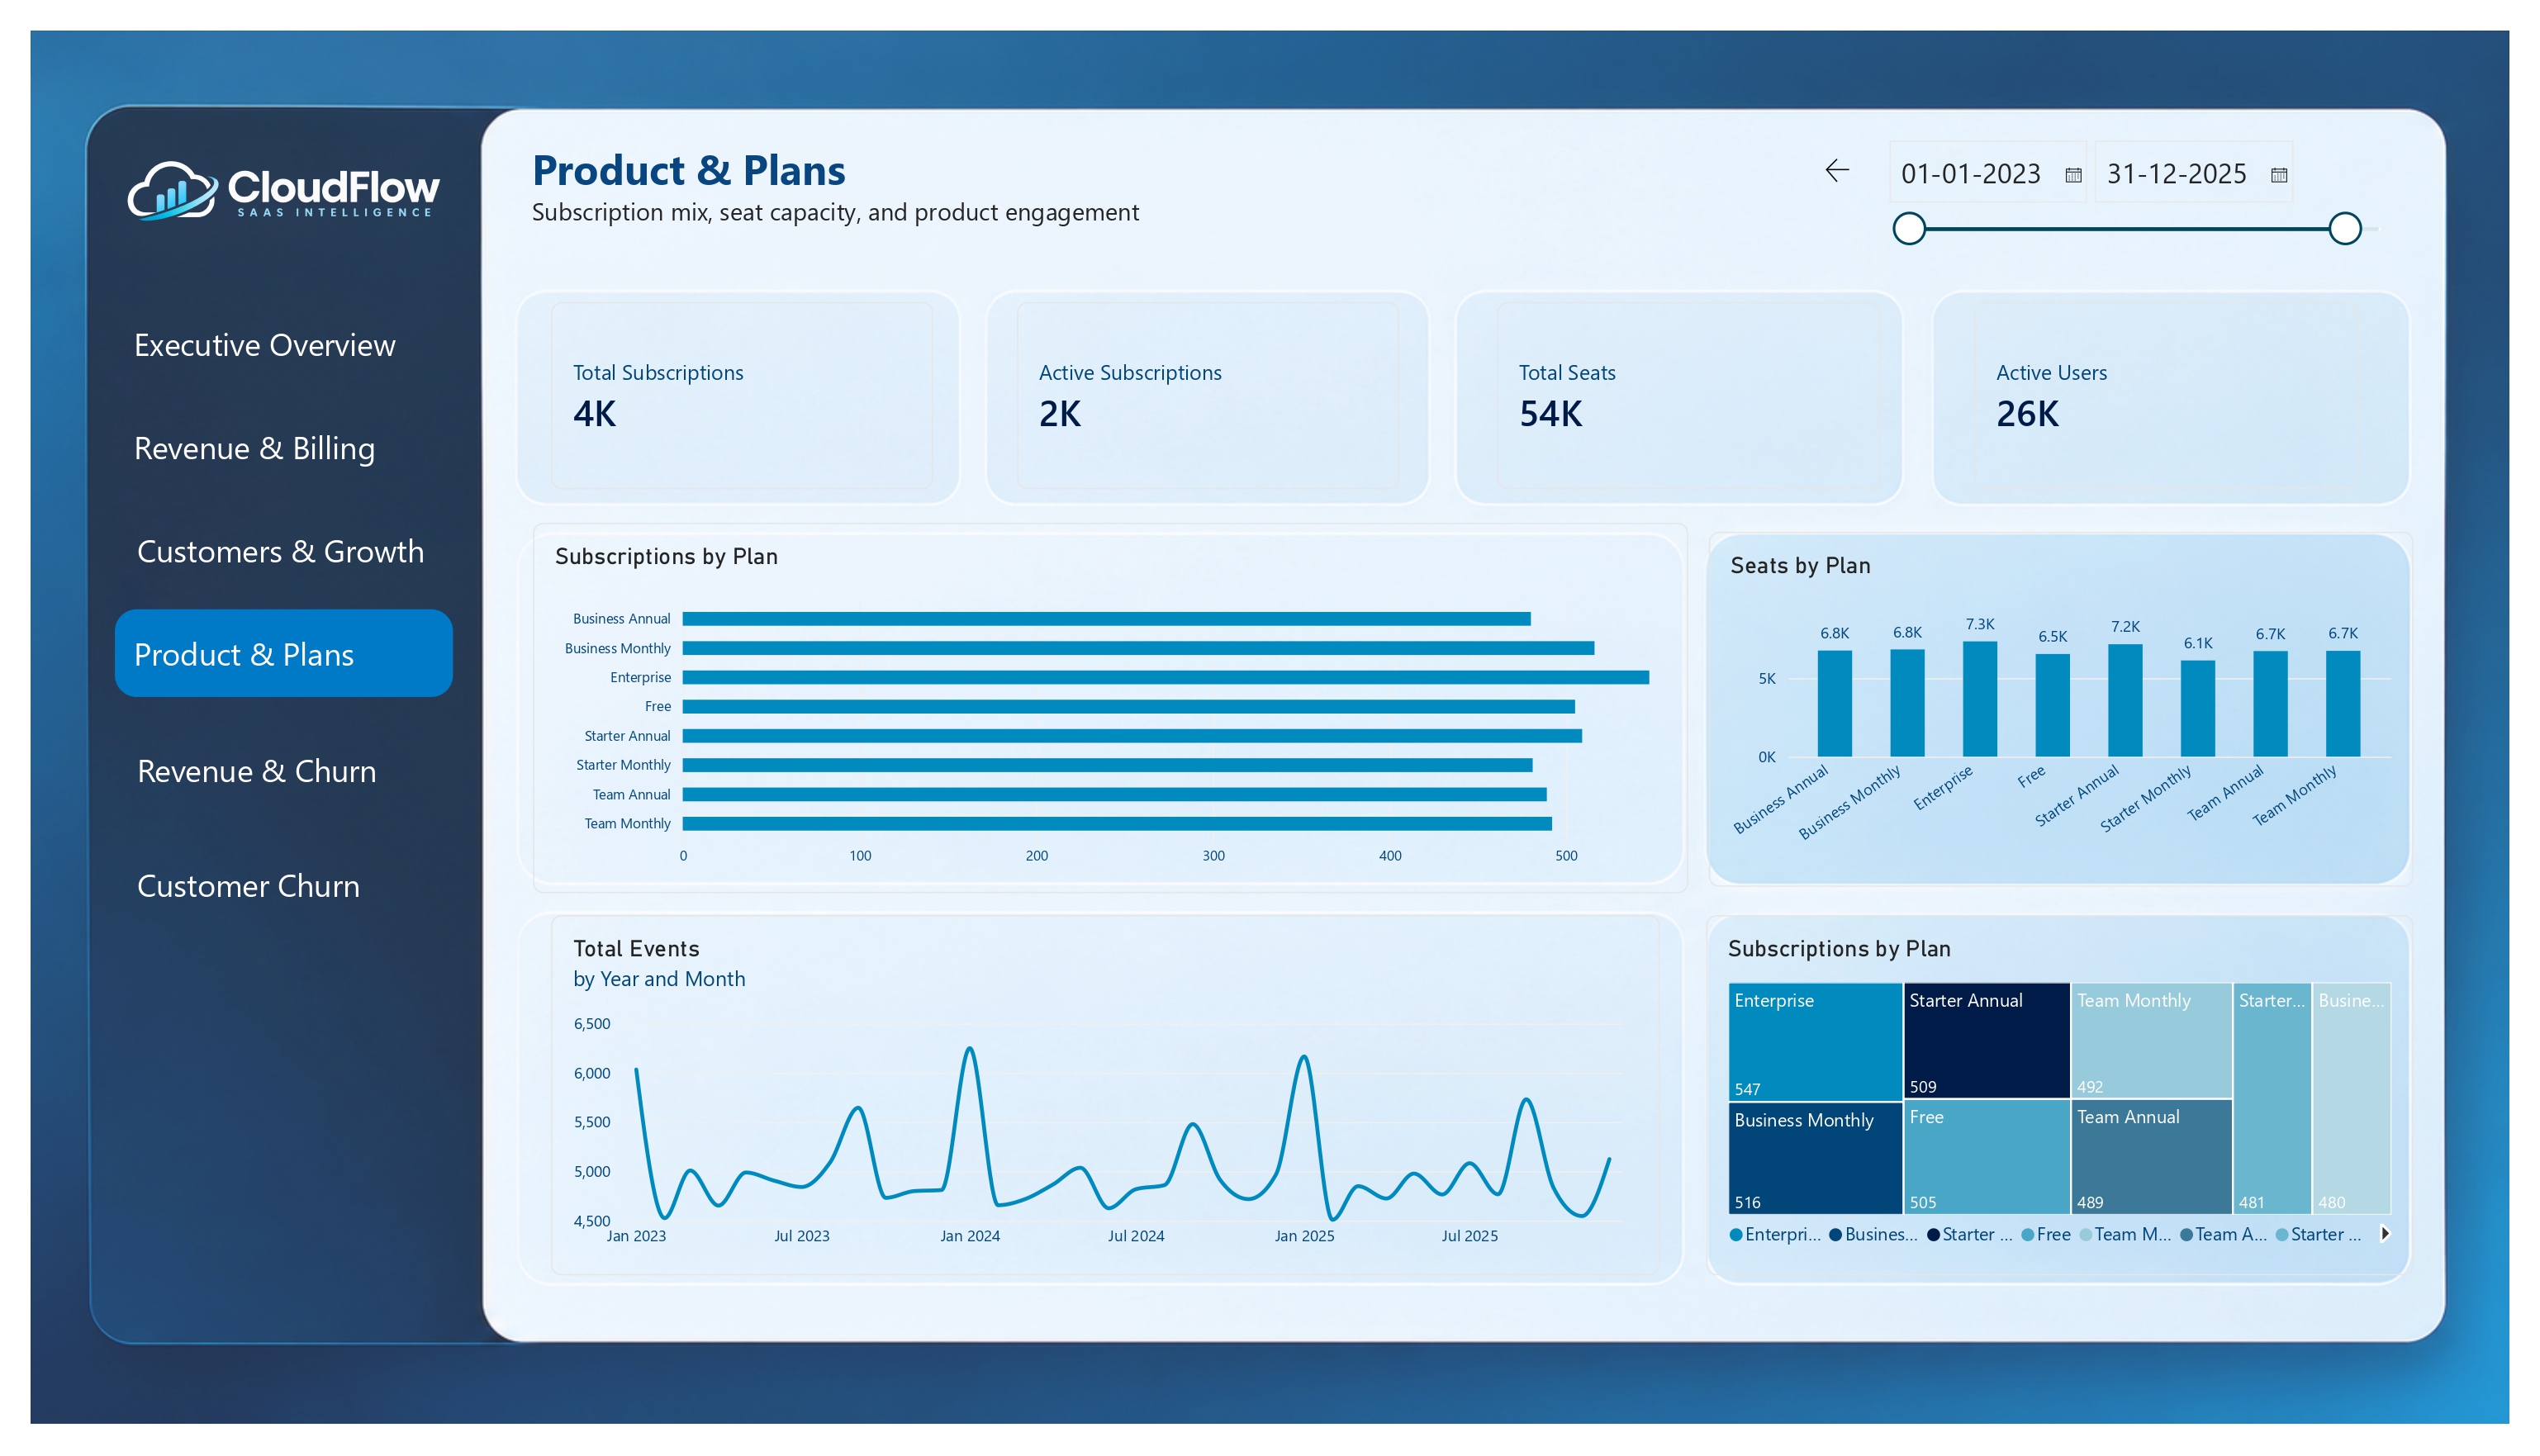 CloudFlow
SAAS INTELLIGENCE
Executive Overview
Revenue & Billing
Customers & Growth
Product & Plans
Revenue & Churn
Customer Churn
Product & Plans
Subscription mix, seat capacity, and product engagement
01-01-2023
31-12-2025
Total Subscriptions
4K
Active Subscriptions
2K
Total Seats
54K
Active Users
26K
Subscriptions by Plan
Business Annual
Business Monthly
Enterprise
Free
Starter Annual
Starter Monthly
Team Annual
Team Monthly
0 100 200 300 400 500
Seats by Plan
6.8K 6.8K 7.3K 6.5K 7.2K 6.1K 6.7K 6.7K
5K
0K
Business Annual
Business Monthly
Enterprise
Free
Starter Annual
Starter Monthly
Team Annual
Team Monthly
Total Events
by Year and Month
6,500
6,000
5,500
5,000
4,500
Jan 2023 Jul 2023 Jan 2024 Jul 2024 Jan 2025 Jul 2025
Subscriptions by Plan
Enterprise
547
Business Monthly
516
Starter Annual
509
Free
505
Team Monthly
492
Team Annual
489
Starter...
481
Busine...
480
Enterpri... Busines... Starter ... Free Team M... Team A... Starter ...